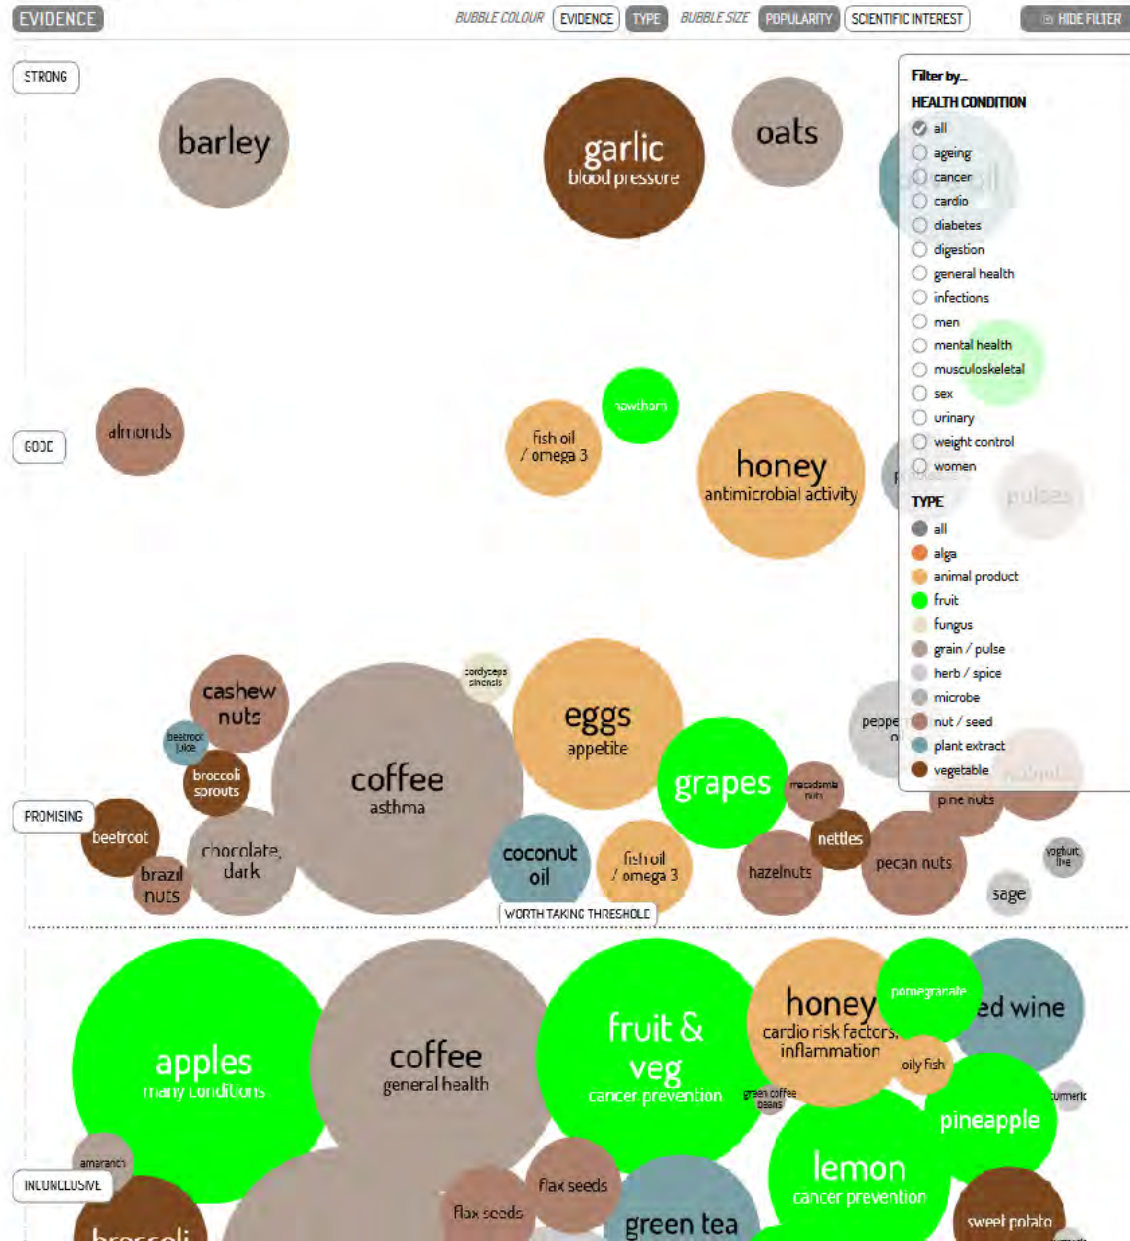 EVIDENCE
BUBBLE COLOUR EVIDENCE TYPE BUBBLE SIZE POPULARITY SCIENTIFIC INTEREST HIDE FILTER
STRONG
barley
garlic
blood pressure
oats
Filter by...
HEALTH CONDITION
all
ageing
cancer
cardio
diabetes
digestion
general health
infections
men
mental health
musculoskeletal
sex
urinary
weight control
women
TYPE
all
alga
animal product
fruit
fungus
grain / pulse
herb / spice
microbe
nut / seed
plant extract
vegetable
GOOD
almonds
fish oil
/ omega 3
hawthorn
honey
antimicrobial activity
pulses
PROMISING
cashew
nuts
beetroot
juice
broccoli
sprouts
beetroot
brazil
nuts
chocolate,
dark
coffee
asthma
cordyceps
sinensis
eggs
appetite
grapes
coconut
oil
fish oil
/ omega 3
macadamia
nuts
nettles
hazelnuts
pecan nuts
pine nuts
yoghurt,
live
sage
WORTH TAKING THRESHOLD
apples
many conditions
coffee
general health
fruit &
veg
cancer prevention
honey
cardio risk factors,
inflammation
pomegranate
ed wine
oily fish
green coffee
beans
turmeric
pineapple
lemon
cancer prevention
amaranth
INCONCLUSIVE
broccoli
flax seeds
flax seeds
green tea
sweet potato